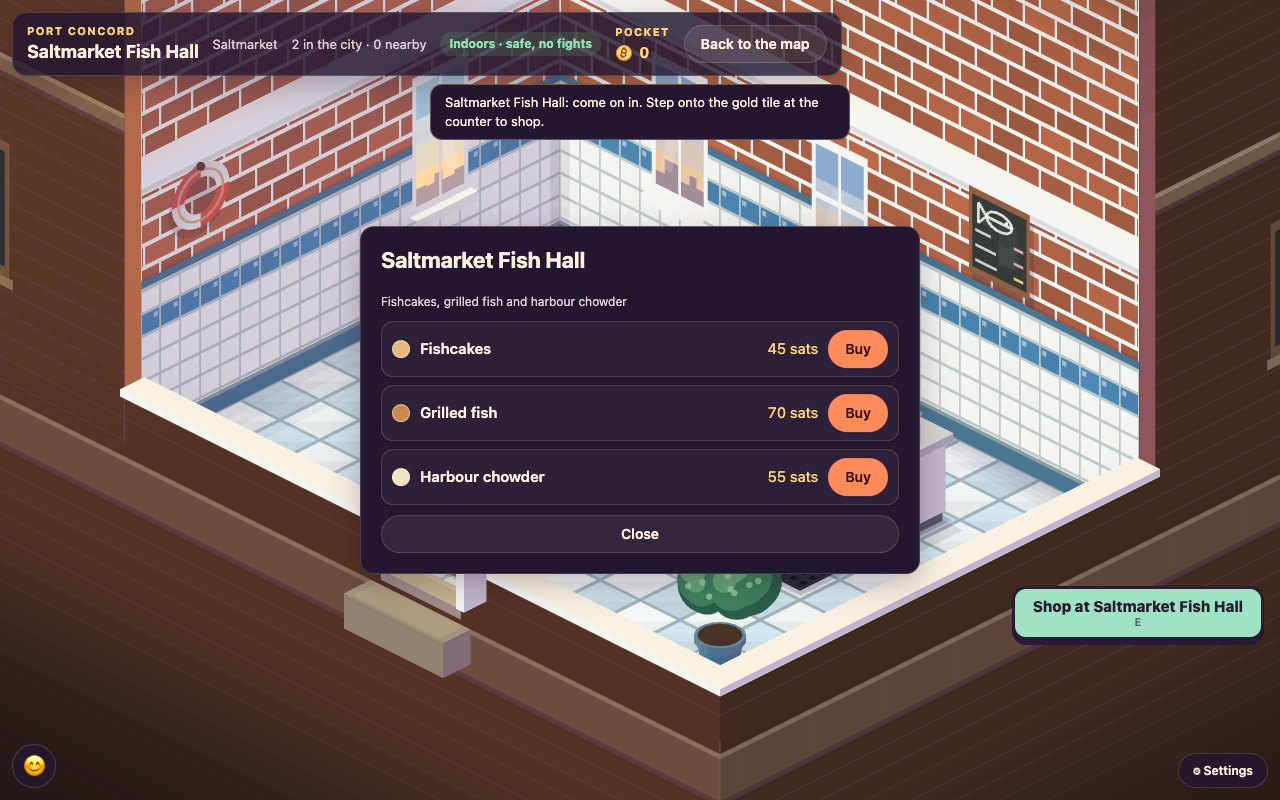 PORT CONCORD
Saltmarket Fish Hall
Saltmarket
2 in the city · 0 nearby
Indoors · safe, no fights
POCKET
0
Back to the map
Saltmarket Fish Hall: come on in. Step onto the gold tile at the
counter to shop.
Saltmarket Fish Hall
Fishcakes, grilled fish and harbour chowder
Fishcakes
45 sats
Buy
Grilled fish
70 sats
Buy
Harbour chowder
55 sats
Buy
Close
Shop at Saltmarket Fish Hall
E
Settings